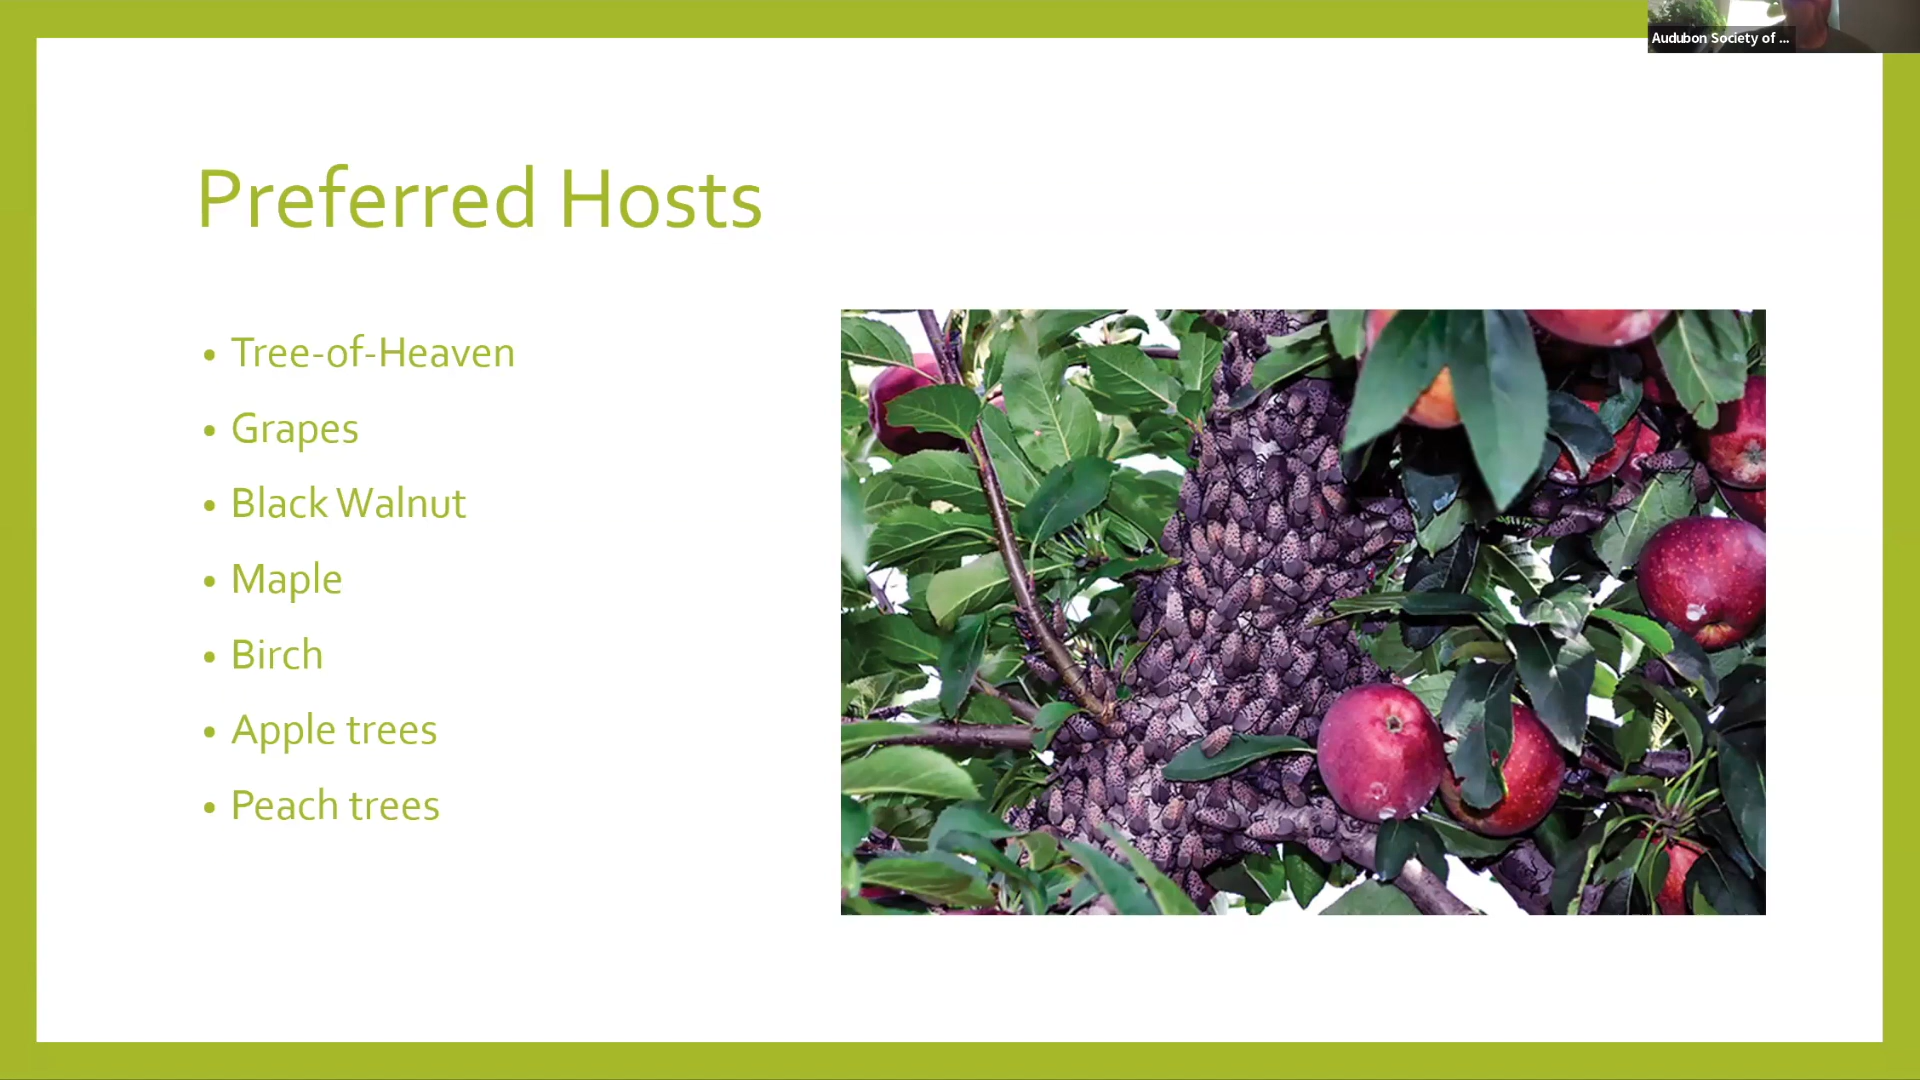 Audubon Society of ...
Preferred Hosts
• Tree-of-Heaven
• Grapes
• Black Walnut
• Maple
• Birch
• Apple trees
• Peach trees